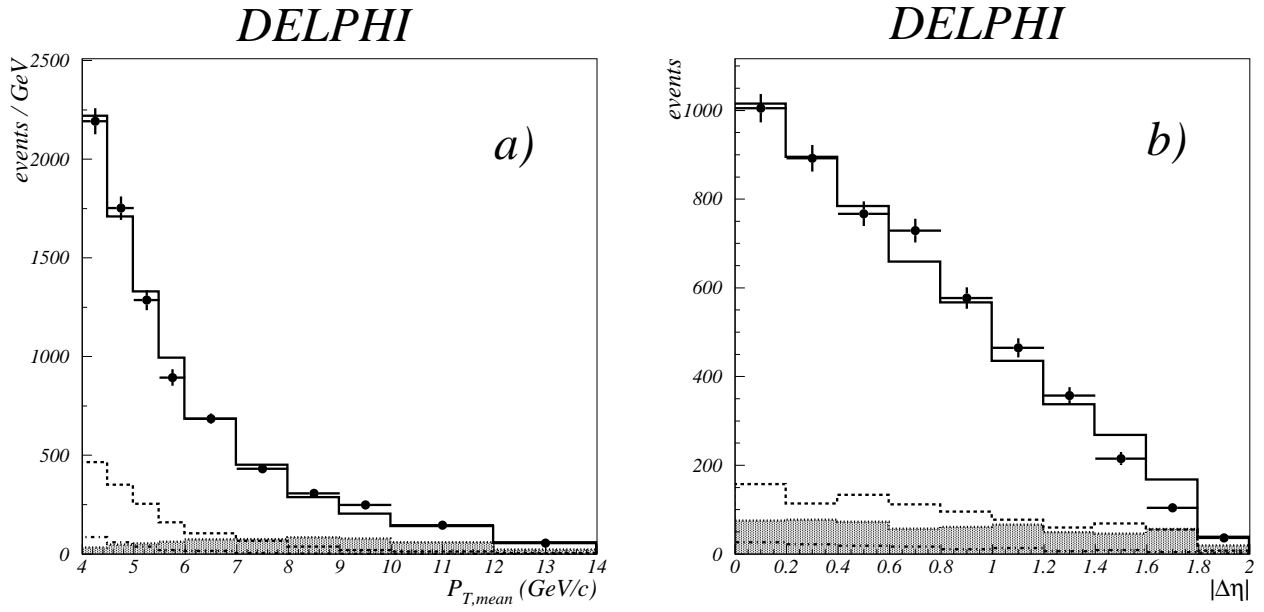 DELPHI
events / GeV
2500
2000
1500
1000
500
0
a)
4 5 6 7 8 9 10 11 12 13 14
P_{T,mean} (GeV/c)
DELPHI
events
1000
800
600
400
200
0
b)
0 0.2 0.4 0.6 0.8 1 1.2 1.4 1.6 1.8 2
|Δη|